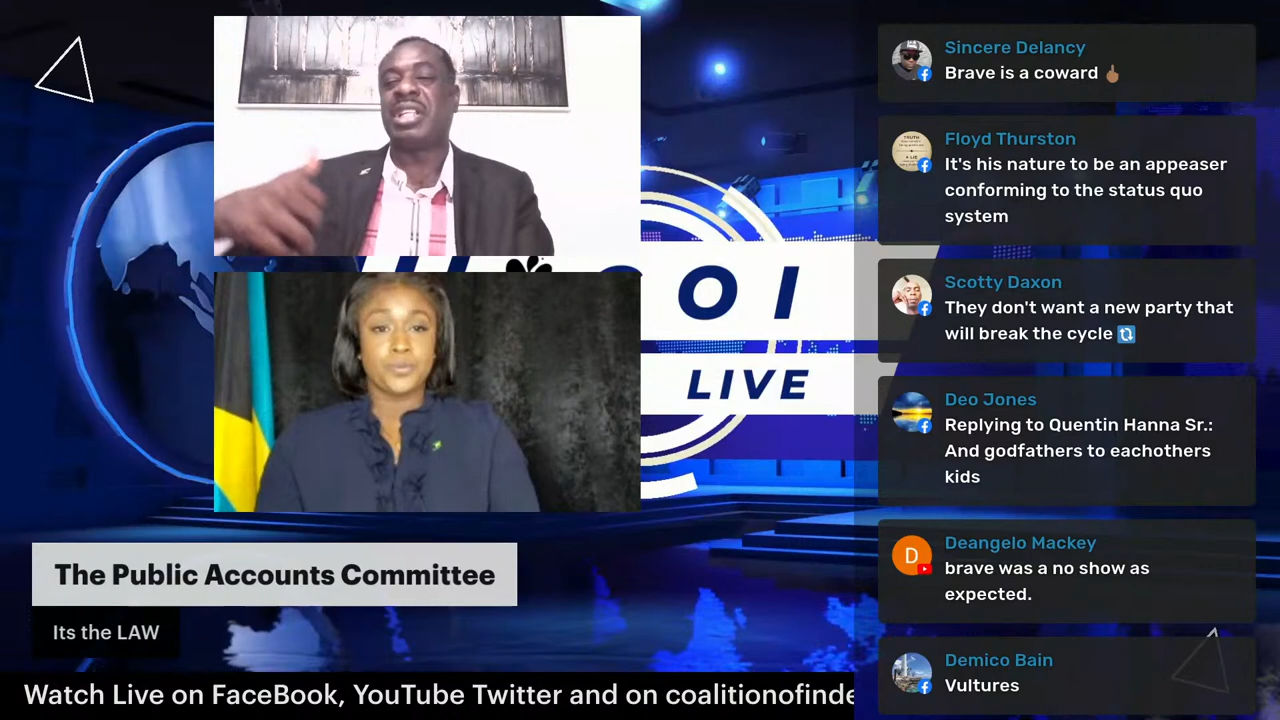 OI
LIVE
The Public Accounts Committee
Its the LAW
Watch Live on FaceBook, YouTube Twitter and on coalitionofinde
Sincere Delancy
Brave is a coward 🖕🏾
Floyd Thurston
It's his nature to be an appeaser
conforming to the status quo
system
Scotty Daxon
They don't want a new party that
will break the cycle 🔃
Deo Jones
Replying to Quentin Hanna Sr.:
And godfathers to eachothers
kids
D
Deangelo Mackey
brave was a no show as
expected.
Demico Bain
Vultures